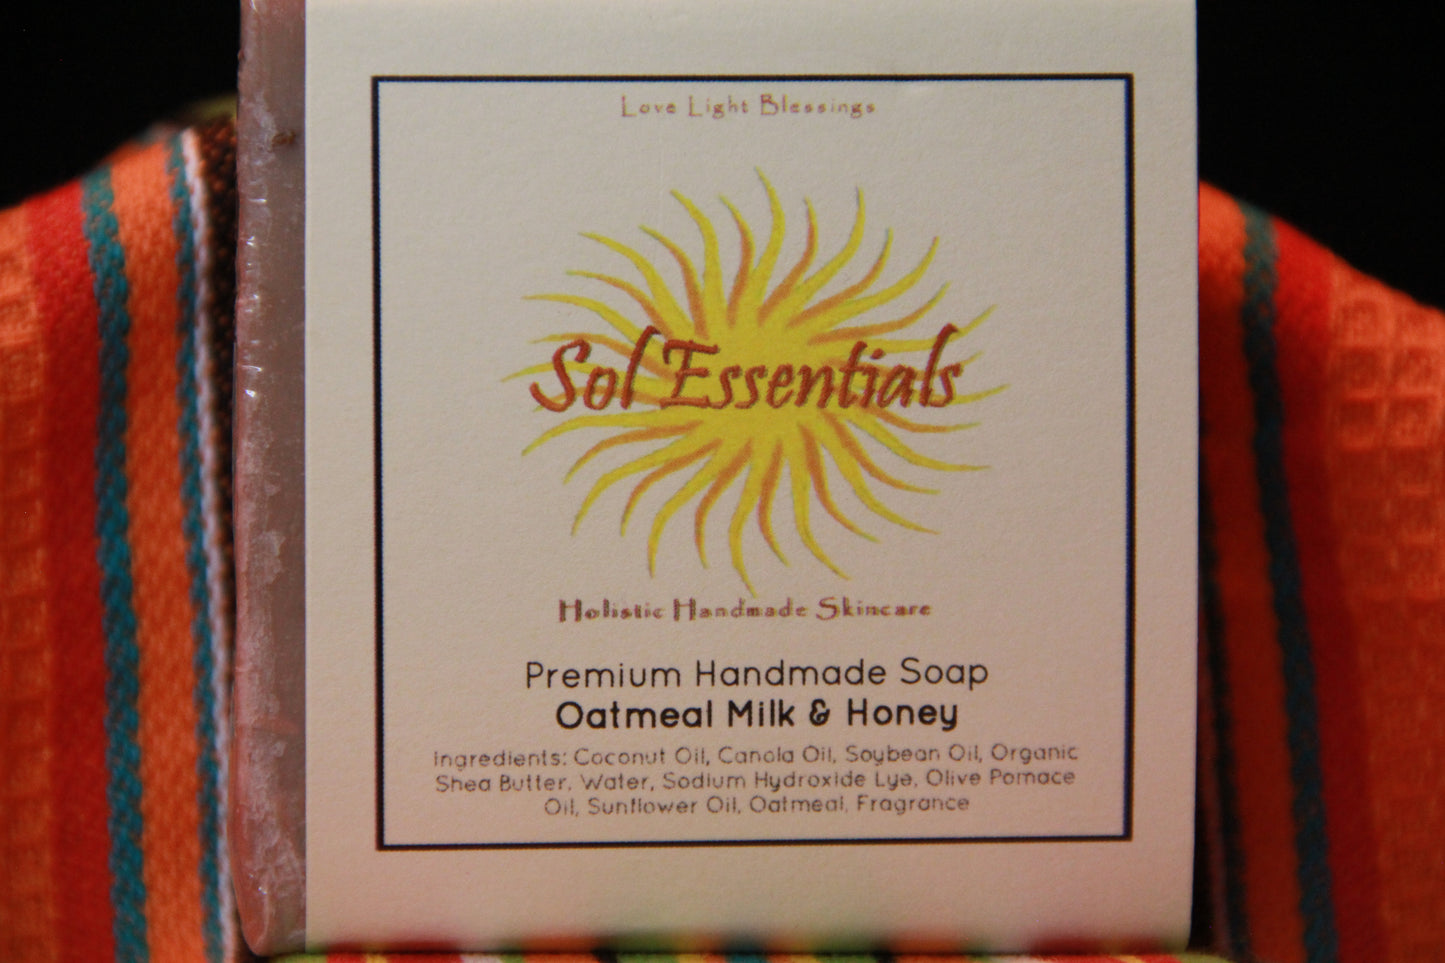 Love Light Blessings
Sol Essentials
Holistic Handmade Skincare
Premium Handmade Soap
Oatmeal Milk & Honey
Ingredients: Coconut Oil, Canola Oil, Soybean Oil, Organic
Shea Butter, Water, Sodium Hydroxide Lye, Olive Pomace
Oil, Sunflower Oil, Oatmeal, Fragrance